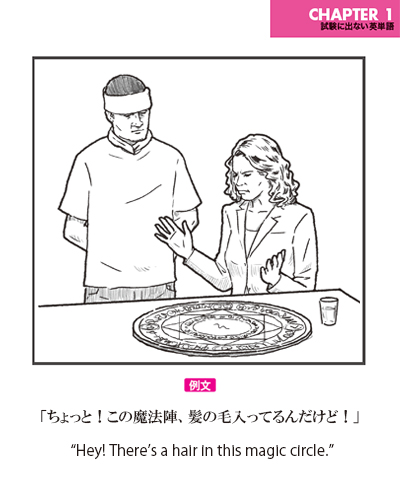 CHAPTER 1
試験に出ない英単語
例文
「ちょっと！この魔法陣、髪の毛入ってるんだけど！」
“Hey! There’s a hair in this magic circle.”